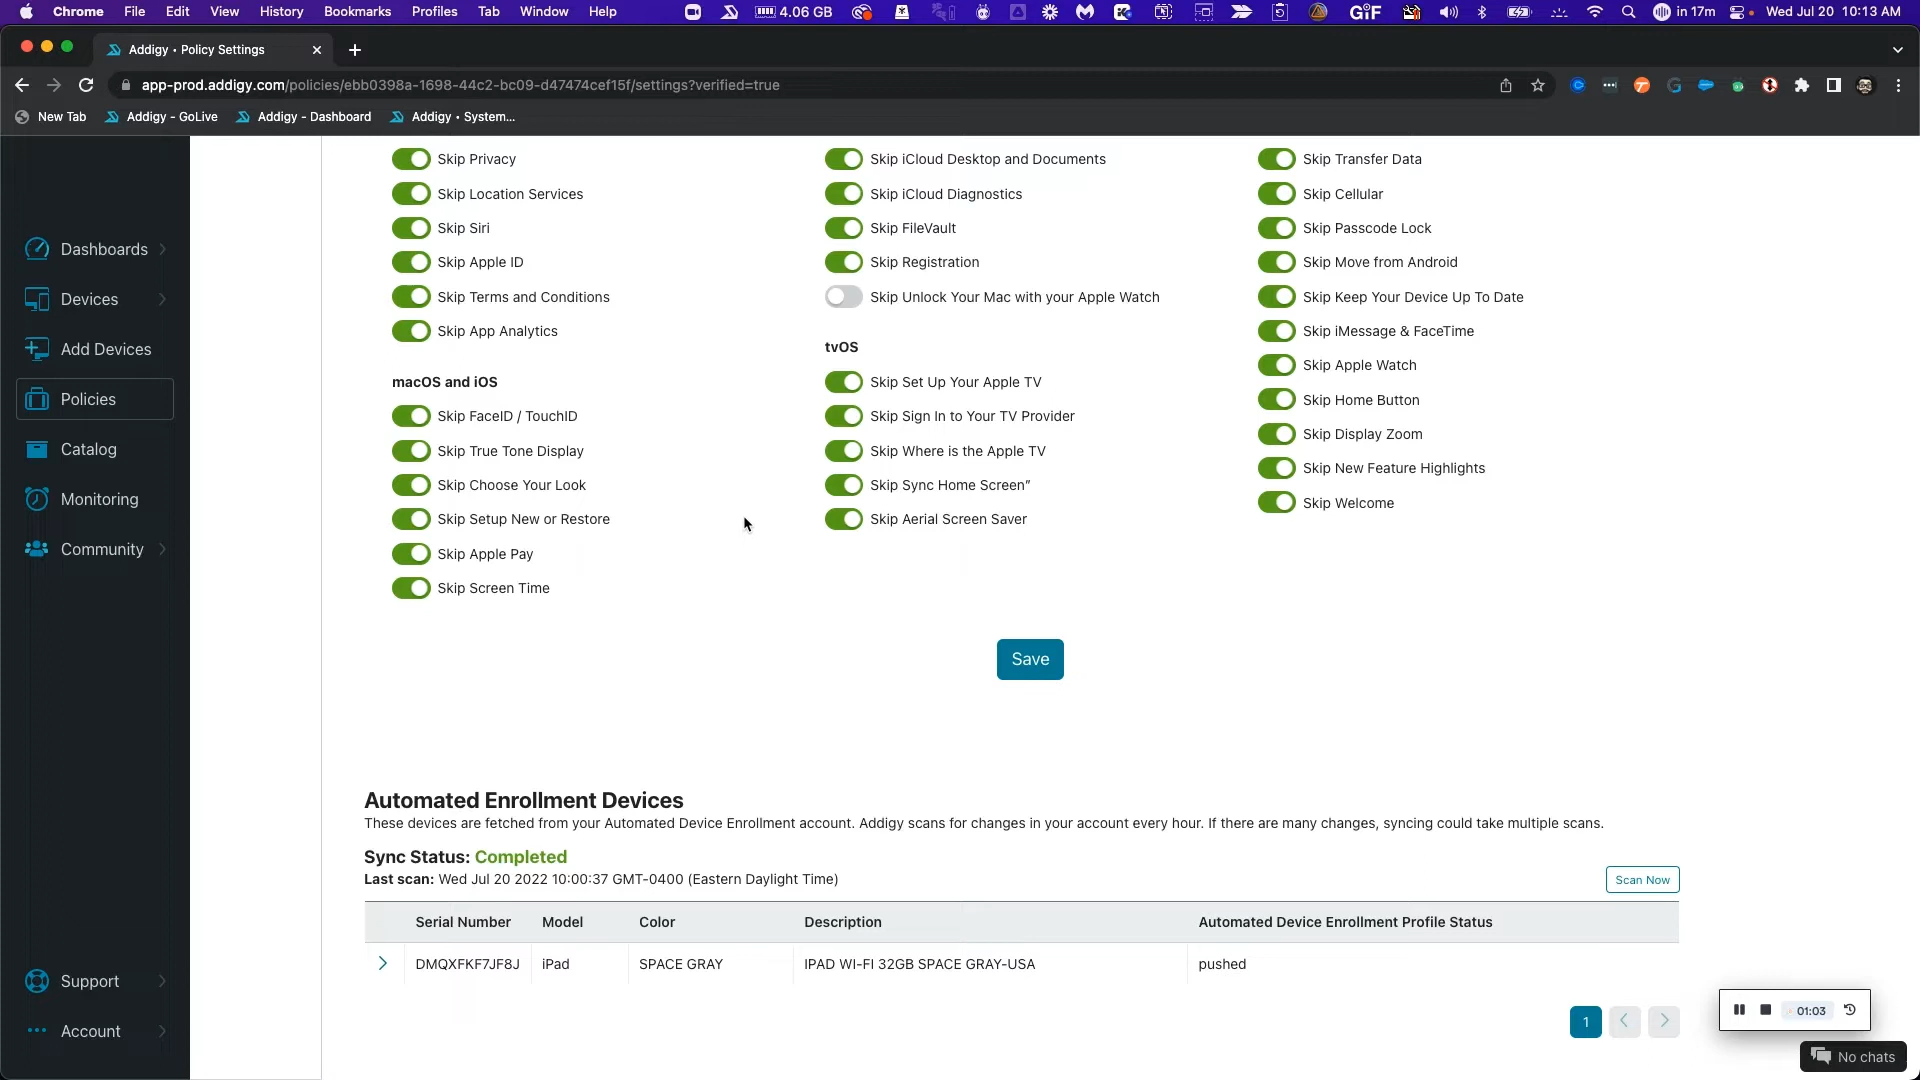 Chrome File Edit View History Bookmarks Profiles Tab Window Help 4.06 GB GIF in 17m Wed Jul 20 10:13 AM
Addigy • Policy Settings
app-prod.addigy.com/policies/ebb0398a-1698-44c2-bc09-d47474cef15f/settings?verified=true
New Tab Addigy - GoLive Addigy - Dashboard Addigy • System...
Dashboards
Devices
Add Devices
Policies
Catalog
Monitoring
Community
Support
Account
Skip Privacy
Skip Location Services
Skip Siri
Skip Apple ID
Skip Terms and Conditions
Skip App Analytics
macOS and iOS
Skip FaceID / TouchID
Skip True Tone Display
Skip Choose Your Look
Skip Setup New or Restore
Skip Apple Pay
Skip Screen Time
Skip iCloud Desktop and Documents
Skip iCloud Diagnostics
Skip FileVault
Skip Registration
Skip Unlock Your Mac with your Apple Watch
tvOS
Skip Set Up Your Apple TV
Skip Sign In to Your TV Provider
Skip Where is the Apple TV
Skip Sync Home Screen”
Skip Aerial Screen Saver
Skip Transfer Data
Skip Cellular
Skip Passcode Lock
Skip Move from Android
Skip Keep Your Device Up To Date
Skip iMessage & FaceTime
Skip Apple Watch
Skip Home Button
Skip Display Zoom
Skip New Feature Highlights
Skip Welcome
Save
Automated Enrollment Devices
These devices are fetched from your Automated Device Enrollment account. Addigy scans for changes in your account every hour. If there are many changes, syncing could take multiple scans.
Sync Status: Completed
Last scan: Wed Jul 20 2022 10:00:37 GMT-0400 (Eastern Daylight Time)
Scan Now
Serial Number Model Color Description Automated Device Enrollment Profile Status
DMQXFKF7JF8J iPad SPACE GRAY IPAD WI-FI 32GB SPACE GRAY-USA pushed
1
01:03
No chats